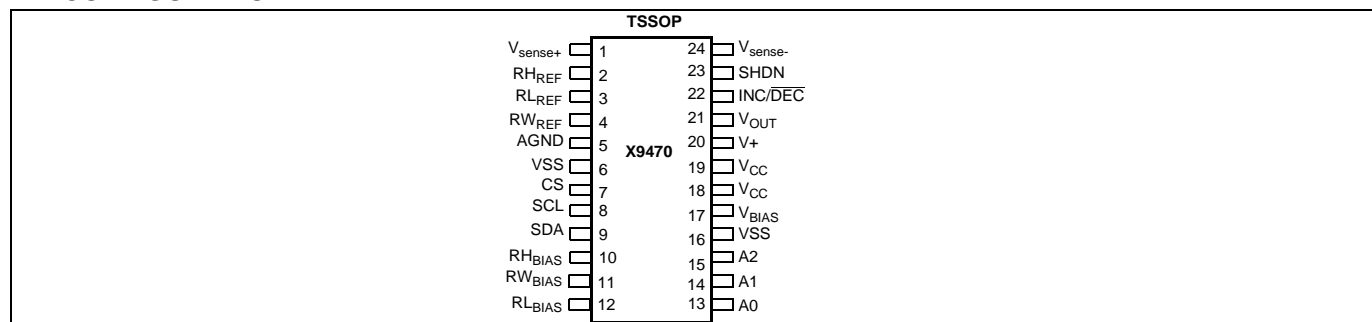 TSSOP
Vsense+ 1 24 Vsense-
RHREF 2 23 SHDN
RLREF 3 22 INC/DEC
RWREF 4 21 VOUT
AGND 5 20 V+
X9470
VSS 6 19 VCC
CS 7 18 VCC
SCL 8 17 VBIAS
SDA 9 16 VSS
RHBIAS 10 15 A2
RWBIAS 11 14 A1
RLBIAS 12 13 A0